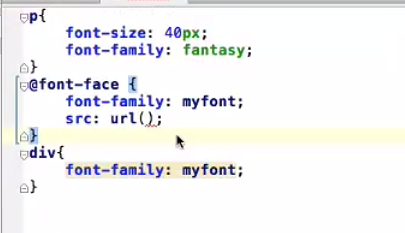 p{
font-size: 40px;
font-family: fantasy;
}
@font-face {
font-family: myfont;
src: url();
}
div{
font-family: myfont;
}